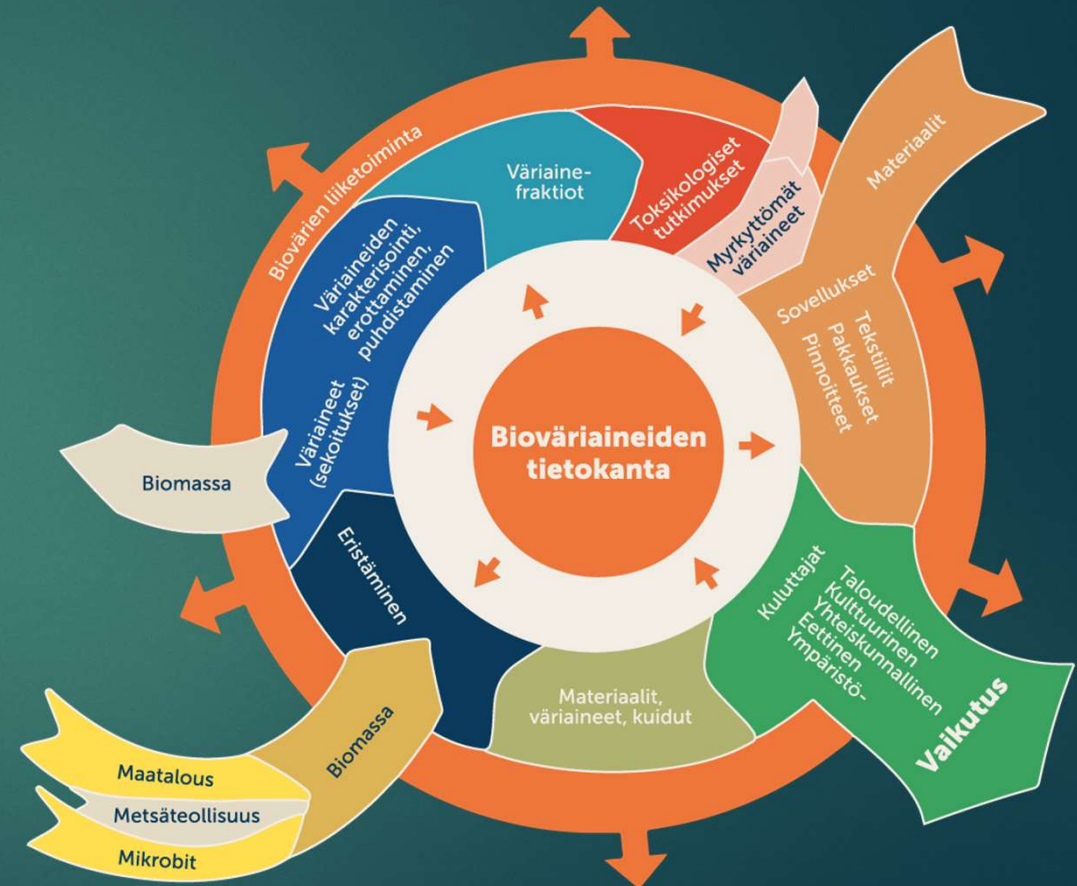 Biovärien liiketoiminta
Väriaine-
fraktiot
Toksikologiset
tutkimukset
Myrkyttömät
väriaineet
Materiaalit
Sovellukset
Tekstiilit
Pakkaukset
Pinnoitteet
Väriaineiden
karakterisointi,
erottaminen,
puhdistaminen
Väriaineet
(sekoitukset)
Biomassa
Bioväriaineiden
tietokanta
Eristäminen
Kuluttajat
Taloudellinen
Kulttuurinen
Yhteiskunnallinen
Eettinen
Ympäristö-
Vaikutus
Materiaalit,
väriaineet, kuidut
Biomassa
Maatalous
Metsäteollisuus
Mikrobit